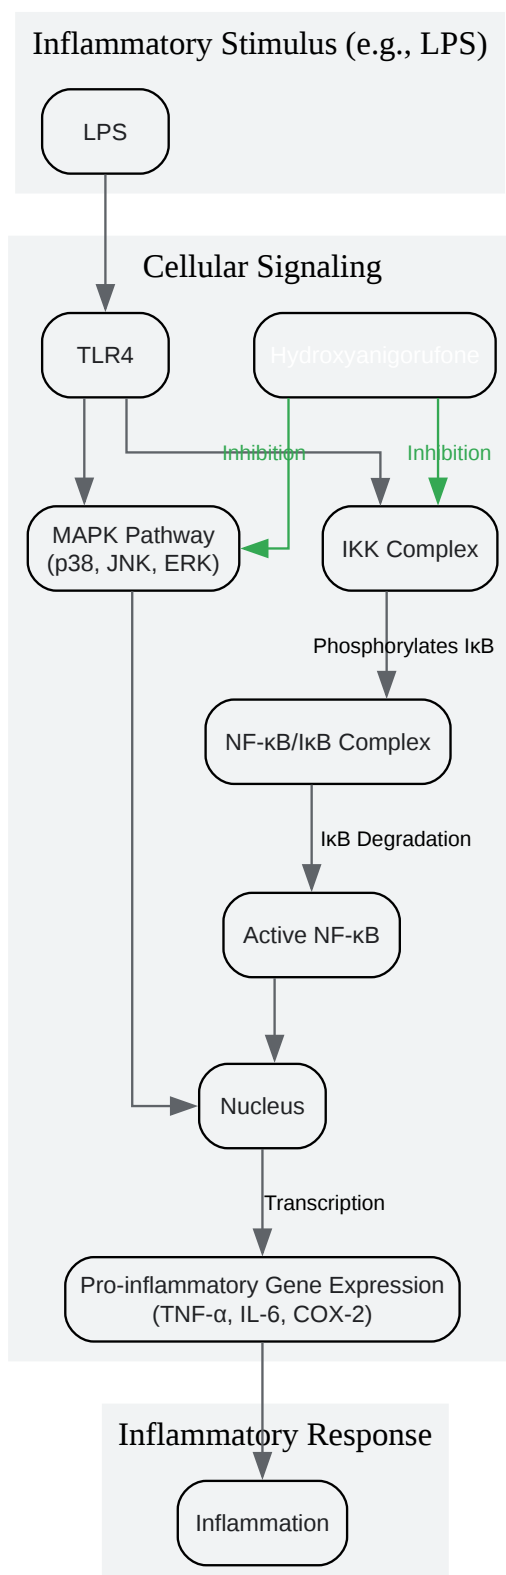 Inflammatory Stimulus (e.g., LPS)
LPS
Cellular Signaling
TLR4
Hydroxyanigorufone
Inhibition
Inhibition
MAPK Pathway
(p38, JNK, ERK)
IKK Complex
Phosphorylates IκB
NF-κB/IκB Complex
IκB Degradation
Active NF-κB
Nucleus
Transcription
Pro-inflammatory Gene Expression
(TNF-α, IL-6, COX-2)
Inflammatory Response
Inflammation